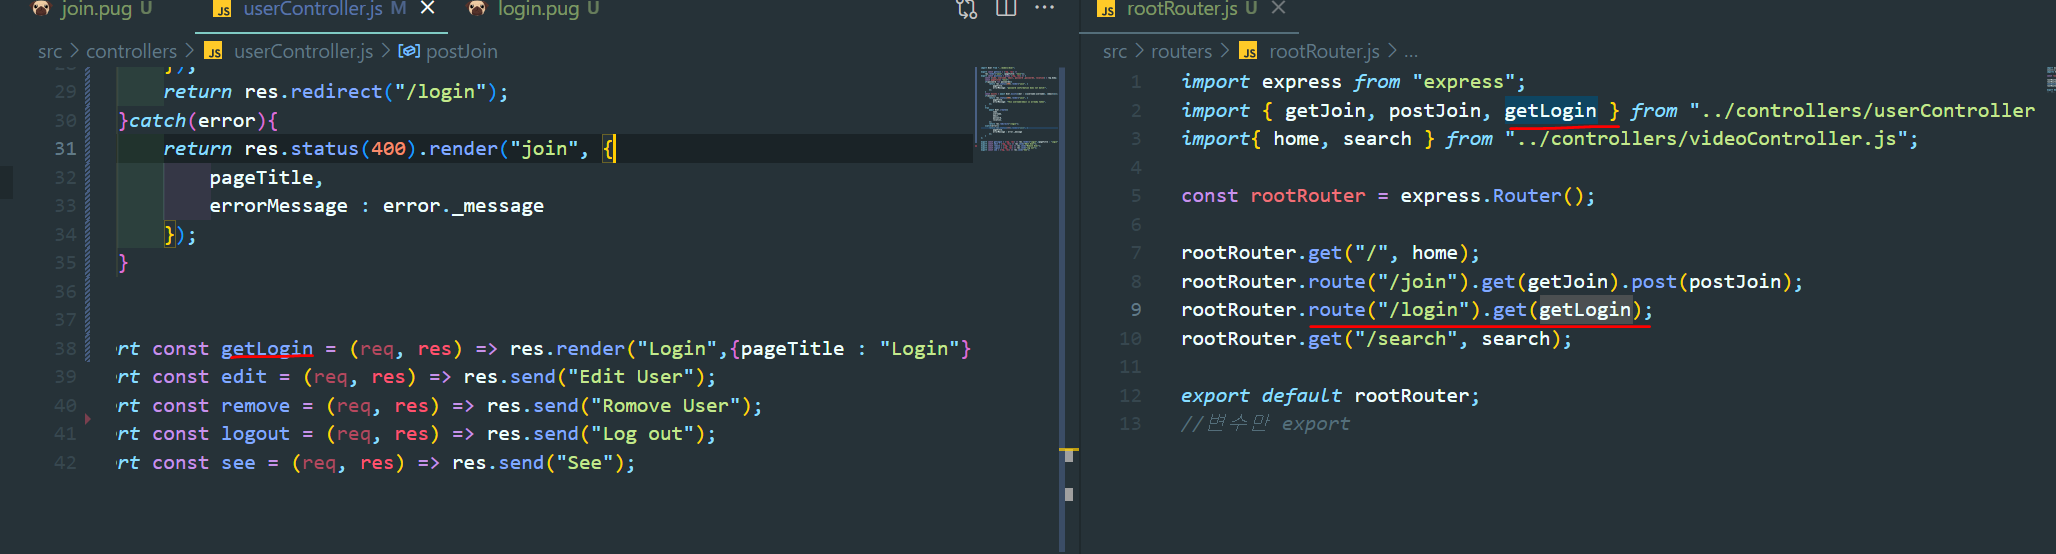 join.pug U
JS userController.js M
login.pug U
src > controllers > JS userController.js > postJoin
29 return res.redirect("/login");
30 }catch(error){
31 return res.status(400).render("join", {
32 pageTitle,
33 errorMessage : error._message
34 });
35 }
36
37
38 rt const getLogin = (req, res) => res.render("Login",{pageTitle : "Login"}
39 rt const edit = (req, res) => res.send("Edit User");
40 rt const remove = (req, res) => res.send("Romove User");
41 rt const logout = (req, res) => res.send("Log out");
42 rt const see = (req, res) => res.send("See");
JS rootRouter.js U
src > routers > JS rootRouter.js > ...
1 import express from "express";
2 import { getJoin, postJoin, getLogin } from "../controllers/userController
3 import{ home, search } from "../controllers/videoController.js";
4
5 const rootRouter = express.Router();
6
7 rootRouter.get("/", home);
8 rootRouter.route("/join").get(getJoin).post(postJoin);
9 rootRouter.route("/login").get(getLogin);
10 rootRouter.get("/search", search);
11
12 export default rootRouter;
13 //변수만 export